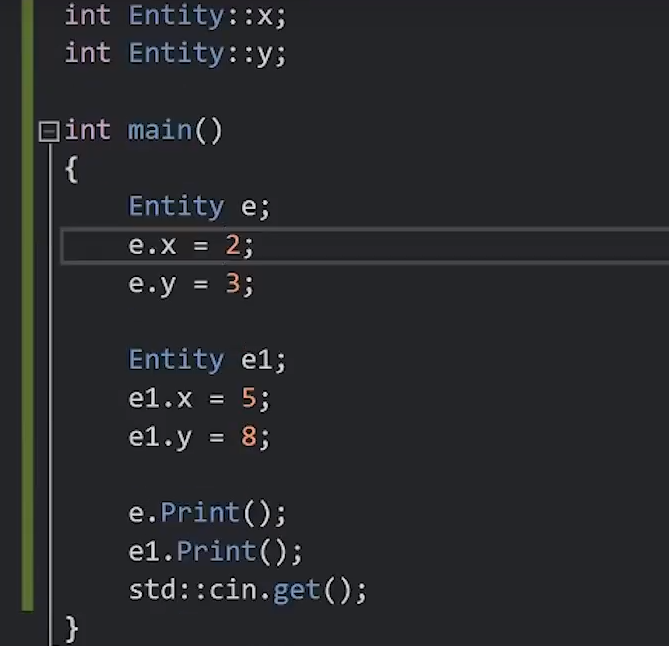 int Entity::x;
int Entity::y;
int main()
{
Entity e;
e.x = 2;
e.y = 3;
Entity e1;
e1.x = 5;
e1.y = 8;
e.Print();
e1.Print();
std::cin.get();
}